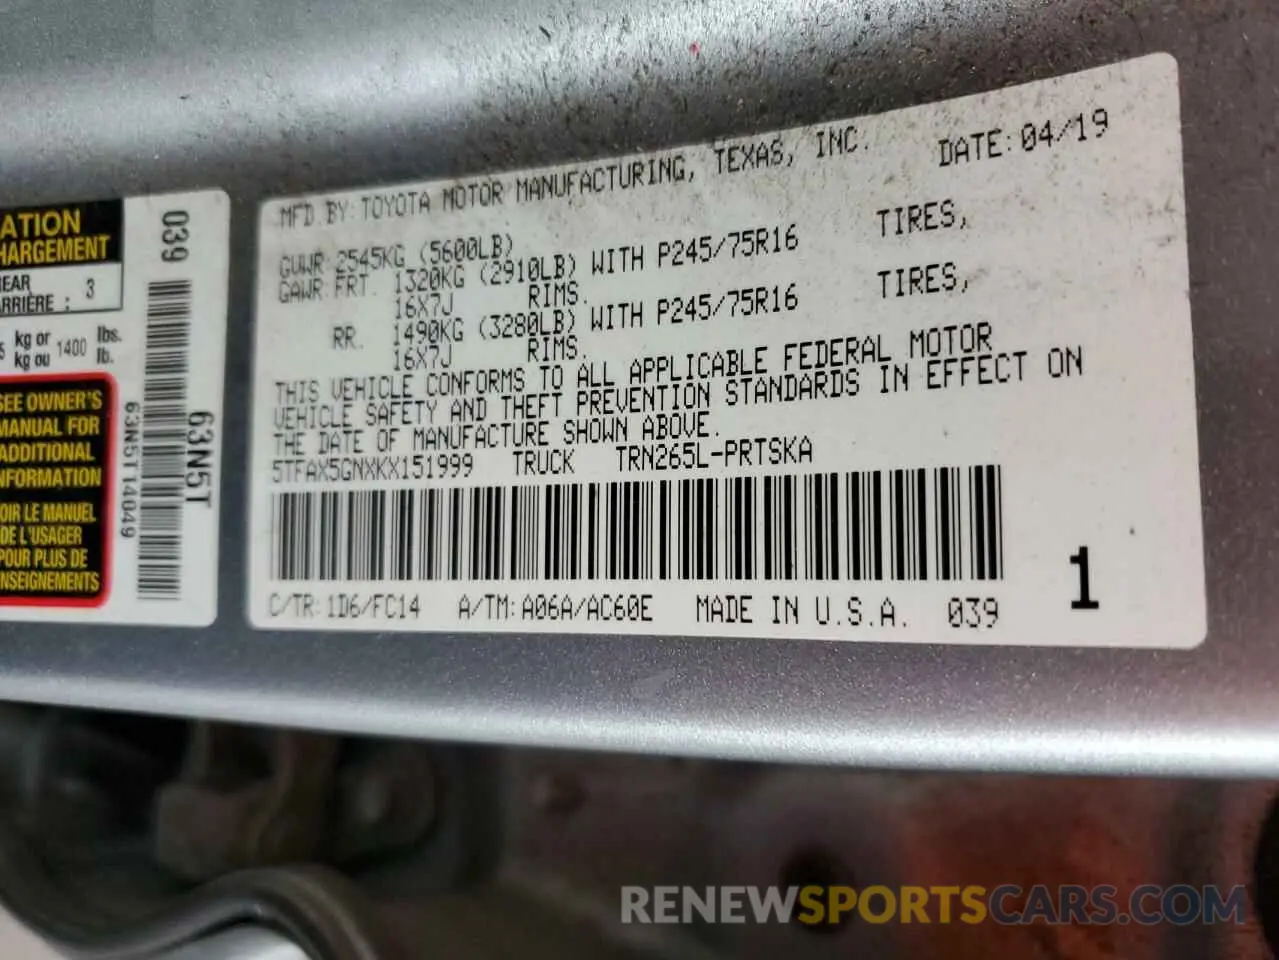 ATION
HARGEMENT
REAR
ARRIÈRE : 3
kg or
kg ou 1400 lbs.
lb.
SEE OWNER'S
MANUAL FOR
ADDITIONAL
INFORMATION
VOIR LE MANUEL
DE L'USAGER
POUR PLUS DE
RENSEIGNEMENTS
039
63N5T14049
63N5T
MFD.BY:TOYOTA MOTOR MANUFACTURING, TEXAS, INC. DATE:04/19
GVWR:2545KG (5600LB)
GAWR:FRT. 1320KG (2910LB) WITH P245/75R16 TIRES,
16X7J RIMS.
RR. 1490KG (3280LB) WITH P245/75R16 TIRES,
16X7J RIMS.
THIS VEHICLE CONFORMS TO ALL APPLICABLE FEDERAL MOTOR
VEHICLE SAFETY AND THEFT PREVENTION STANDARDS IN EFFECT ON
THE DATE OF MANUFACTURE SHOWN ABOVE.
5TFAX5GNXKX151999 TRUCK TRN265L-PRTSKA
C/TR:1D6/FC14 A/TM:A06A/AC60E MADE IN U.S.A. 039
1
RENEWSPORTSCARS.COM